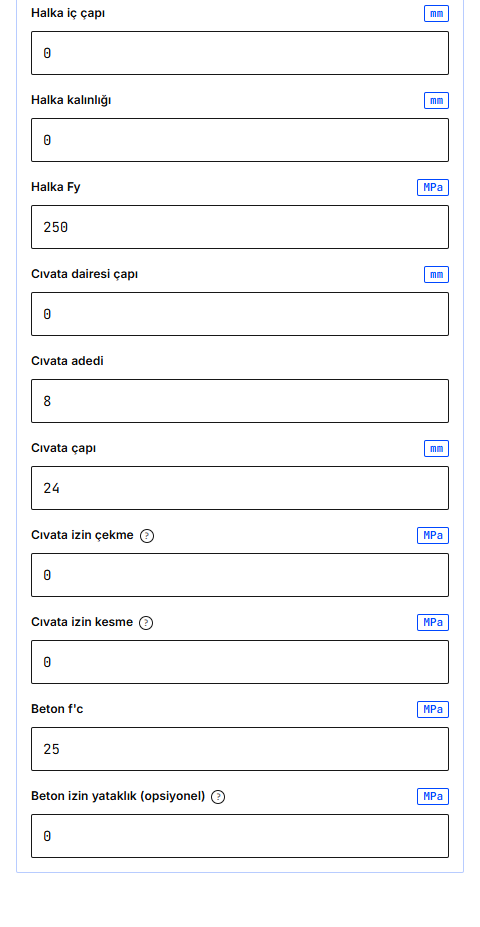 Halka iç çapı mm
0
Halka kalınlığı mm
0
Halka Fy MPa
250
Cıvata dairesi çapı mm
0
Cıvata adedi
8
Cıvata çapı mm
24
Cıvata izin çekme ? MPa
0
Cıvata izin kesme ? MPa
0
Beton f'c MPa
25
Beton izin yataklık (opsiyonel) ? MPa
0